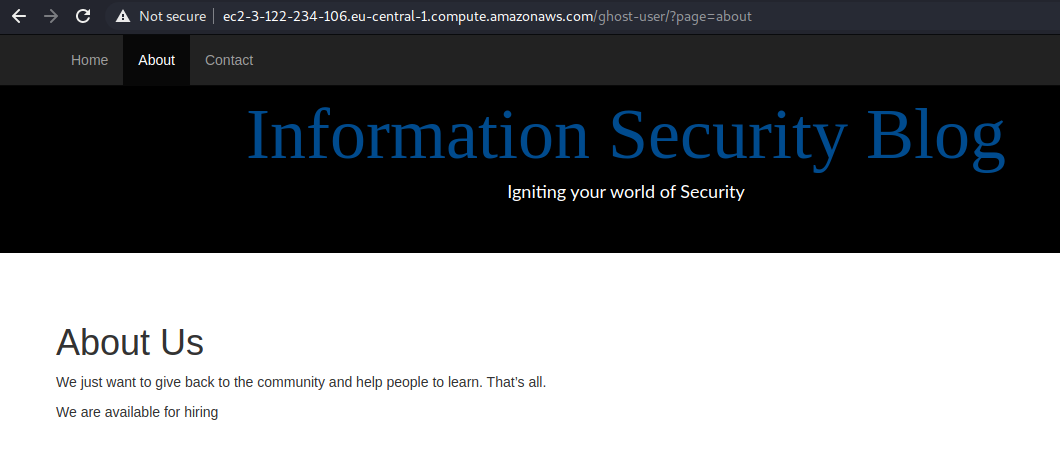 Not secure | ec2-3-122-234-106.eu-central-1.compute.amazonaws.com/ghost-user/?page=about
Home About Contact
Information Security Blog
Igniting your world of Security
About Us
We just want to give back to the community and help people to learn. That's all.
We are available for hiring